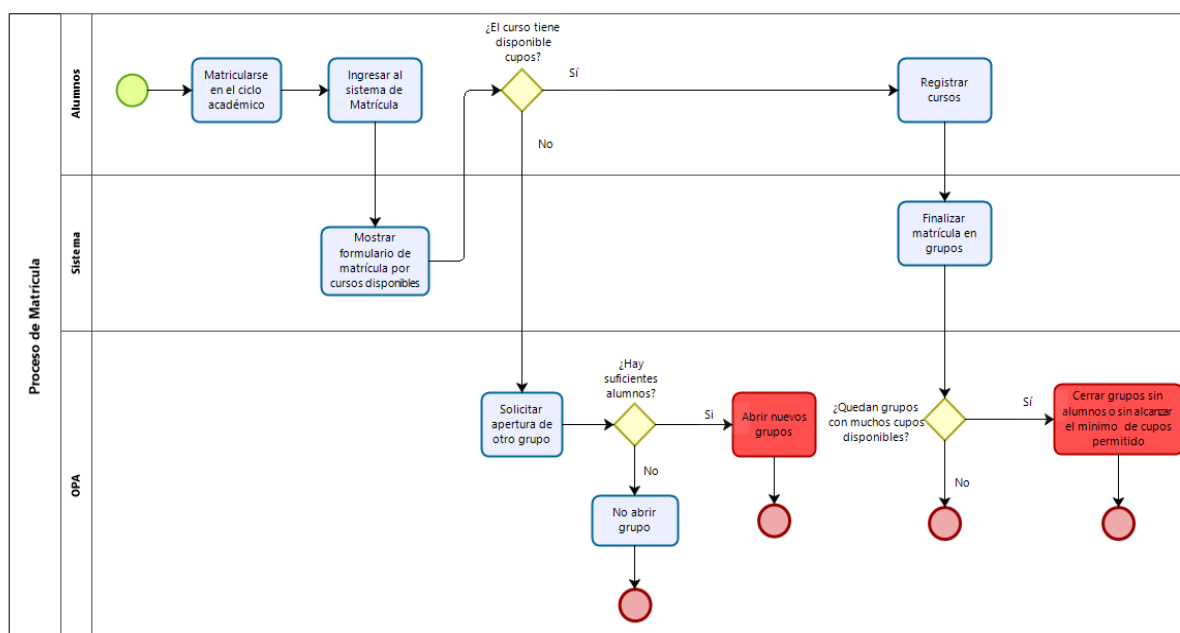 Proceso de Matrícula
Alumnos
Matricularse
en el ciclo
académico
Ingresar al
sistema de
Matrícula
¿El curso tiene
disponible
cupos?
Sí
No
Registrar
cursos
Sistema
Mostrar
formulario de
matrícula por
cursos disponibles
Finalizar
matrícula en
grupos
OPA
Solicitar
apertura de
otro grupo
¿Hay
suficientes
alumnos?
Si
No
Abrir nuevos
grupos
No abrir
grupo
¿Quedan grupos
con muchos cupos
disponibles?
Sí
No
Cerrar grupos sin
alumnos o sin alcanzar
el minimo de cupos
permitido